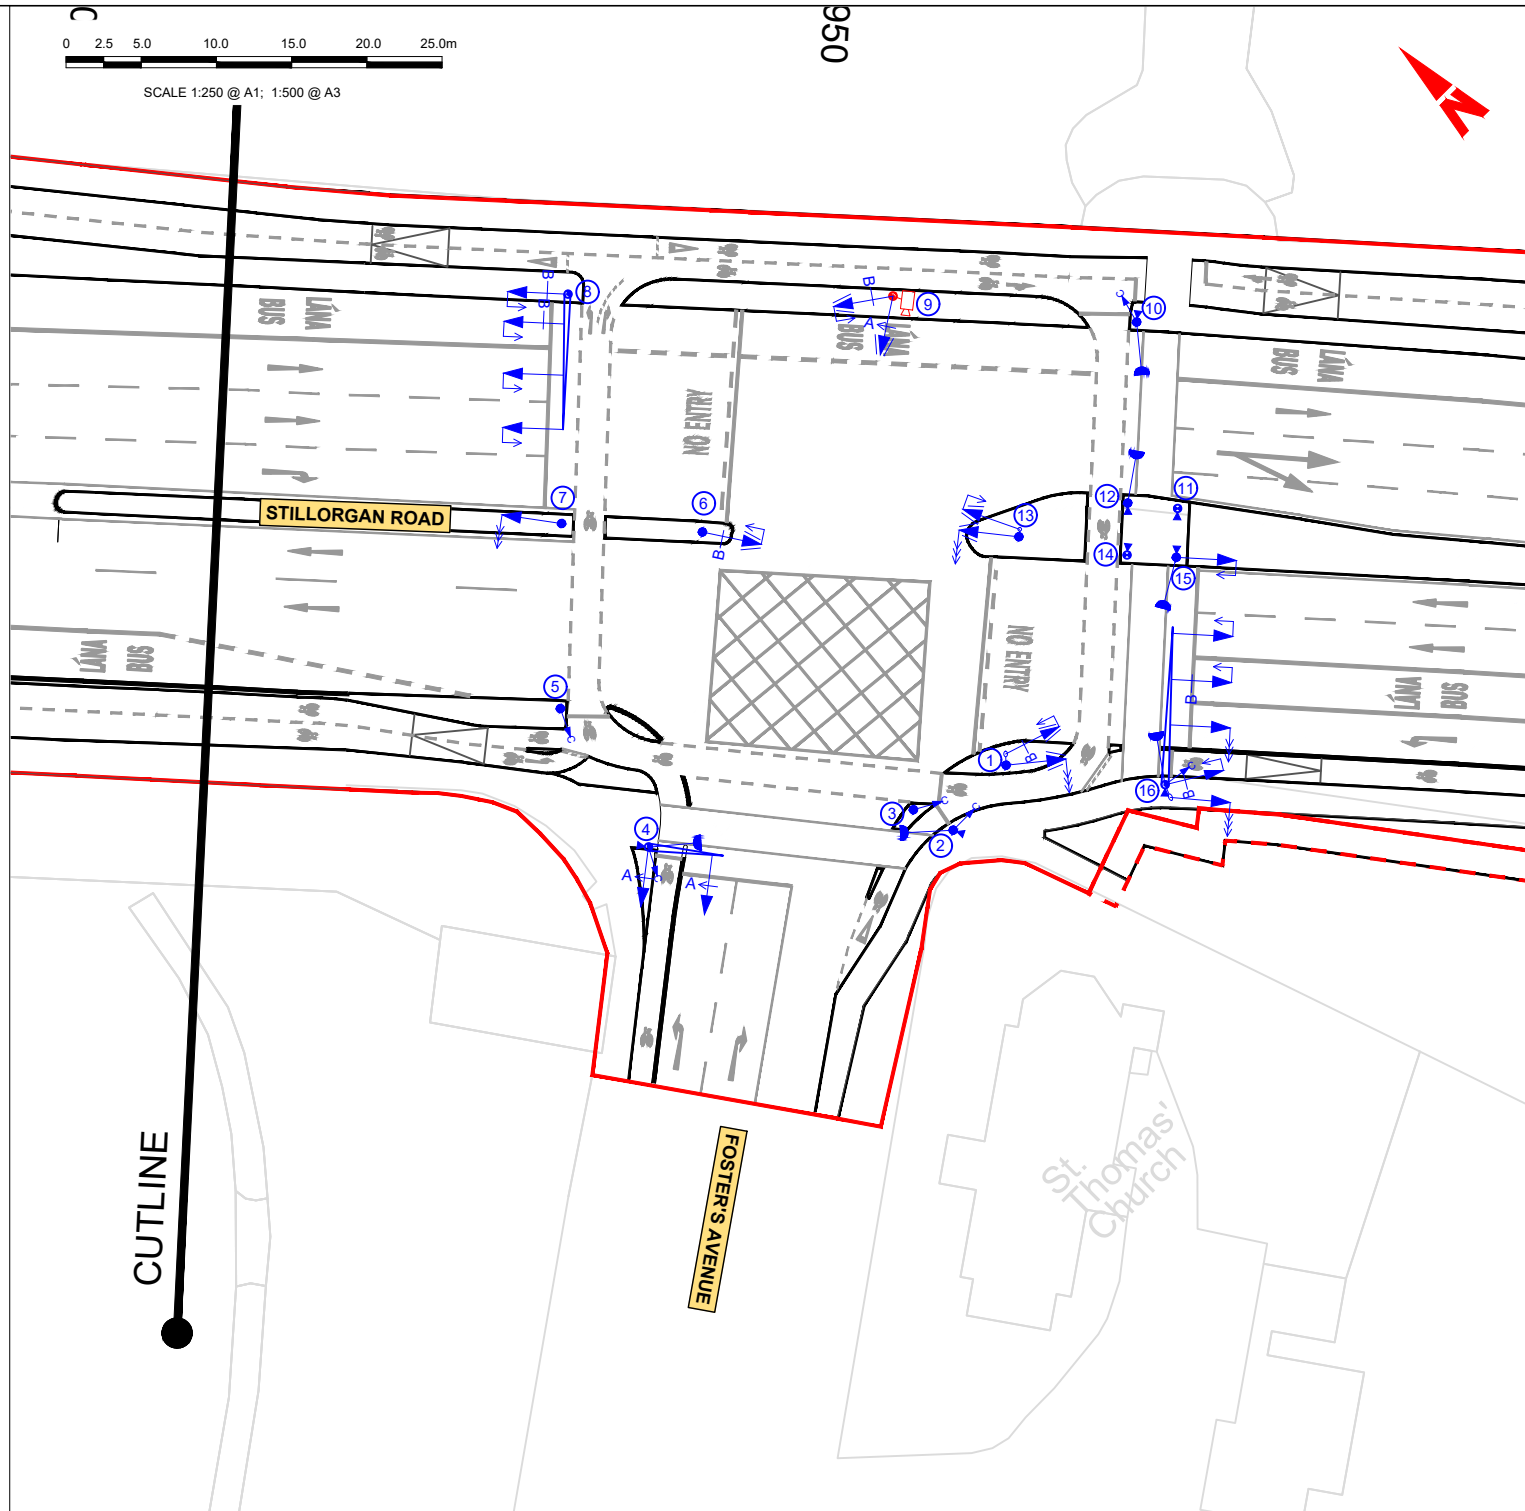 950
0 2.5 5.0 10.0 15.0 20.0 25.0m
SCALE 1:250 @ A1; 1:500 @ A3
N
B
8
B
B
9
A
C
10
LÁNA
BUS
LÁNA
BUS
LÁNA
BUS
NO ENTRY
7
6
B
STILLORGAN ROAD
12
11
13
14
15
LÁNA
BUS
NO ENTRY
5
C
LÁNA
BUS
B
1
B
16
C
B
3
C
2
C
4
A
C
A
FOSTER'S AVENUE
CUTLINE
St.
Thomas'
Church